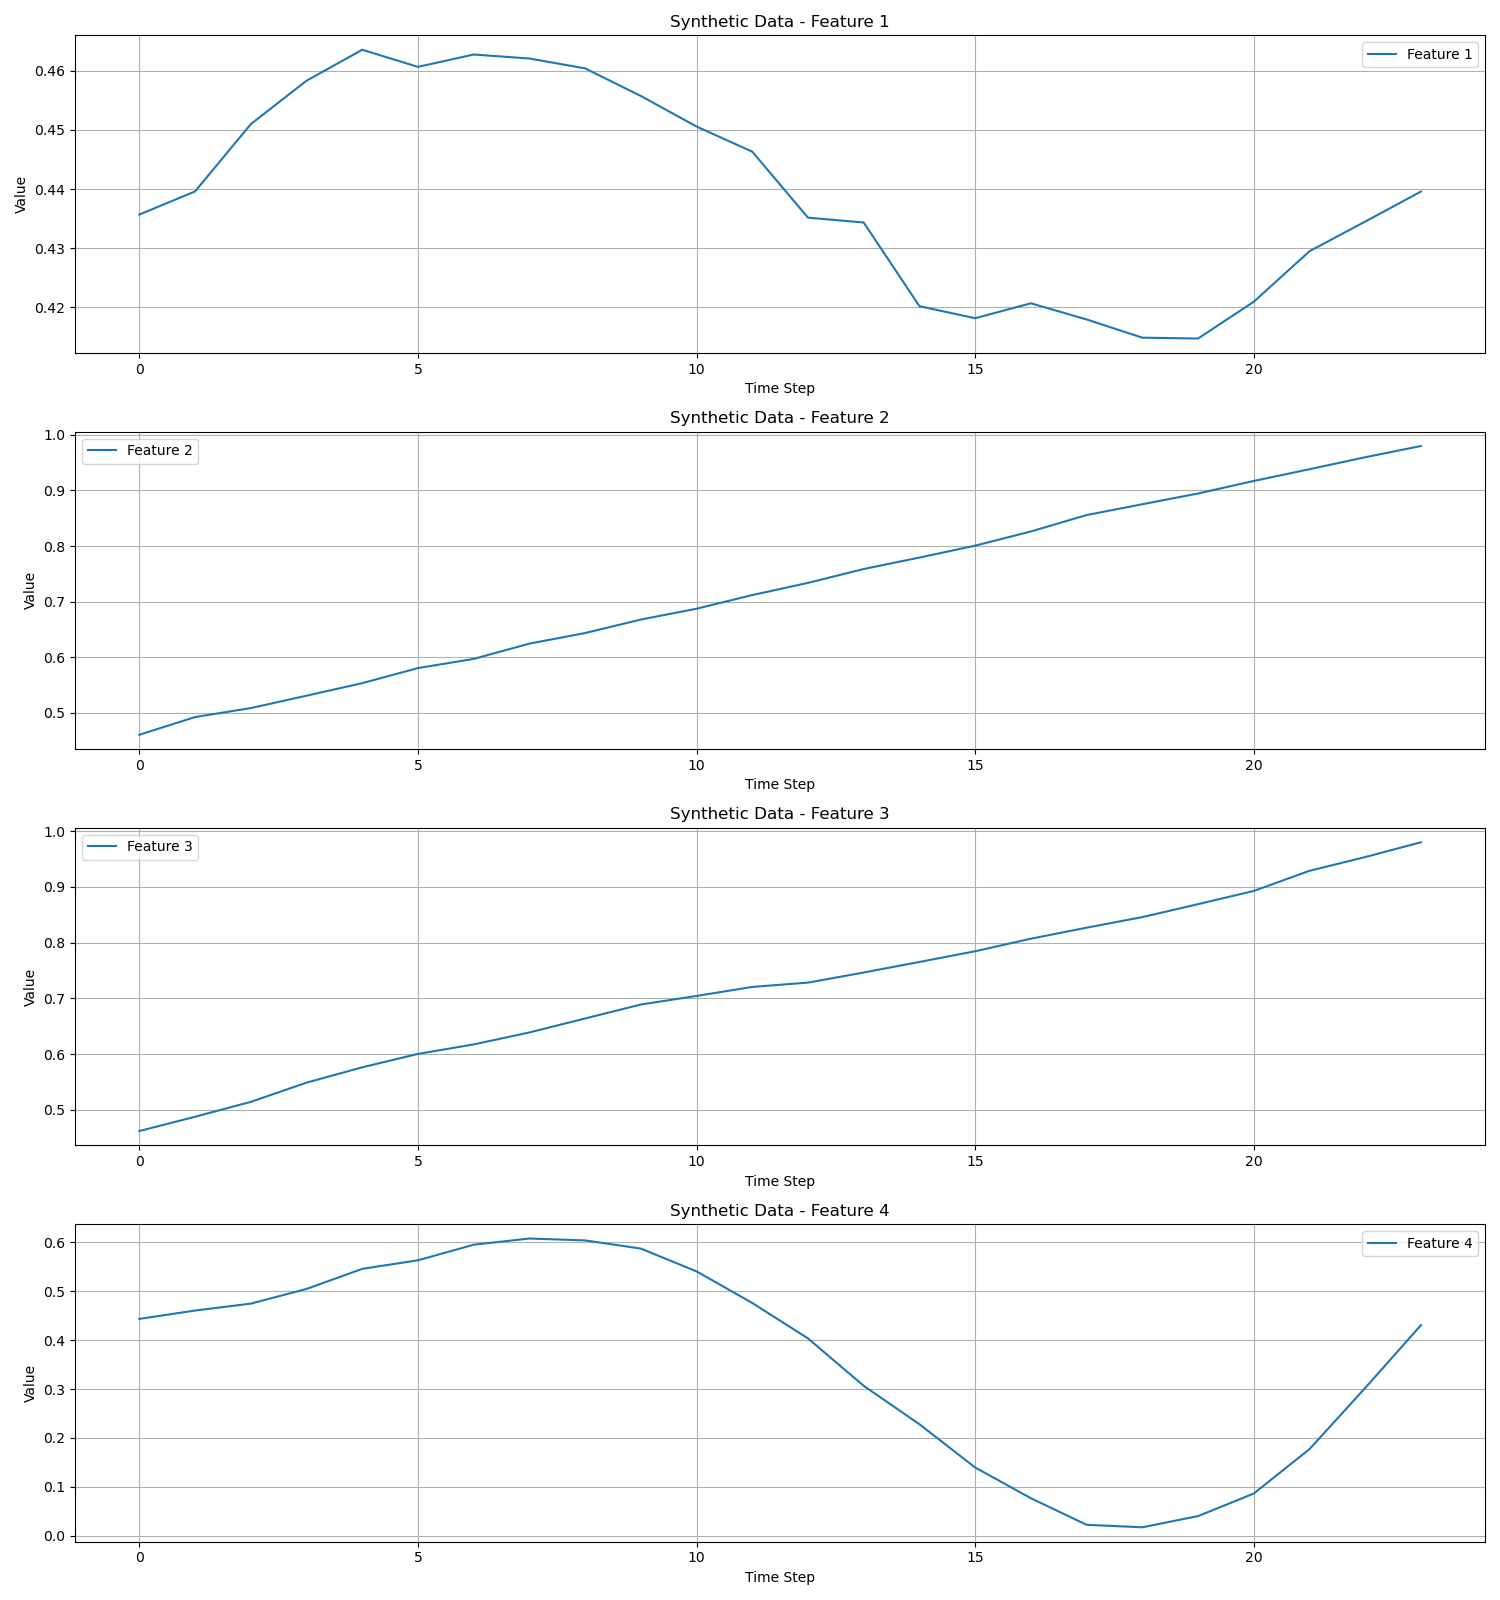 Synthetic Data - Feature 1
Feature 1
0.46
0.45
0.44
0.43
0.42
Value
0 5 10 15 20
Time Step
Synthetic Data - Feature 2
Feature 2
1.0
0.9
0.8
0.7
0.6
0.5
Value
0 5 10 15 20
Time Step
Synthetic Data - Feature 3
Feature 3
1.0
0.9
0.8
0.7
0.6
0.5
Value
0 5 10 15 20
Time Step
Synthetic Data - Feature 4
Feature 4
0.6
0.5
0.4
0.3
0.2
0.1
0.0
Value
0 5 10 15 20
Time Step